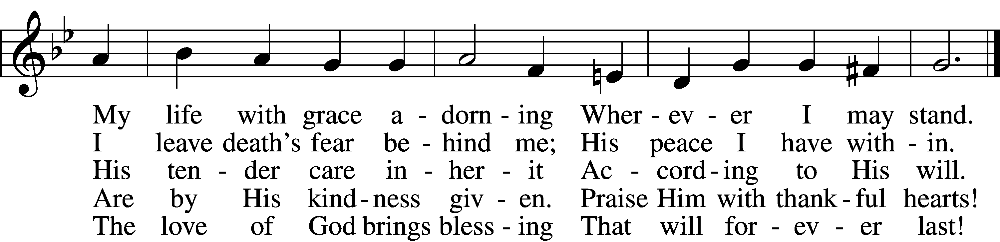 My life with grace a - dorn - ing Wher - ev - er I may stand.
I leave death's fear be - hind me; His peace I have with - in.
His ten - der care in - her - it Ac - cord - ing to His will.
Are by His kind - ness giv - en. Praise Him with thank - ful hearts!
The love of God brings bless - ing That will for - ev - er last!